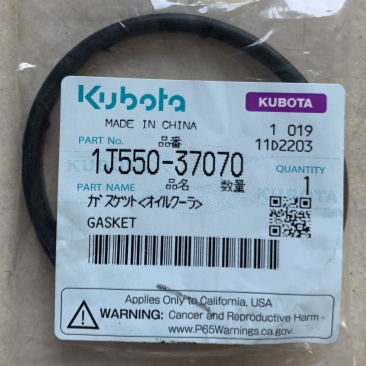 Kubota KUBOTA
MADE IN CHINA 1 019
PART No. 品番 11D2203
1J550-37070 QUANTITY
PART NAME 品名 数量 1
ガスケット<オイルクーラ>
GASKET
Applies Only to California, USA
WARNING: Cancer and Reproductive Harm -
www.P65Warnings.ca.gov.